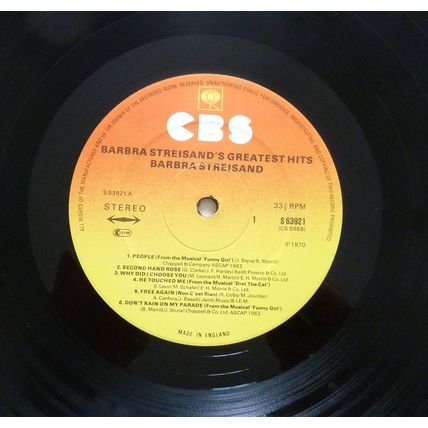 ALL RIGHTS OF THE MANUFACTURER AND OF THE OWNER OF THE RECORDED WORK RESERVED. UNAUTHORISED PUBLIC PERFORMANCE, BROADCASTING AND COPYING OF THIS RECORD PROHIBITED
CBS
BARBRA STREISAND'S GREATEST HITS
BARBRA STREISAND
S 63921 A
33⅓ RPM
STEREO
1
S 63921
(CS 9968)
℗ 1970
1. PEOPLE (From the Musical 'Funny Girl') (J. Styne/B. Merrill)
Chappell & Company ASCAP 1963
2. SECOND HAND ROSE (G. Clarke/J. F. Hanley) Keith Prowse & Co. Ltd.
3. WHY DID I CHOOSE YOU (M. Leonard/H. Martin) E. H. Morris & Co. Ltd.
4. HE TOUCHED ME (From the Musical 'Drat The Cat')
(I. Levin/M. Schafer) E. H. Morris & Co. Ltd.
5. FREE AGAIN (Non C'est Rien) (R. Colby/M. Jourdan/
A. Canfora/J. Baselli) Jamb Music/B.I.E.M.
6. DON'T RAIN ON MY PARADE (From the Musical 'Funny Girl')
(B. Merrill/J. Styne) Chappell & Co. Ltd. ASCAP 1963
MADE IN ENGLAND